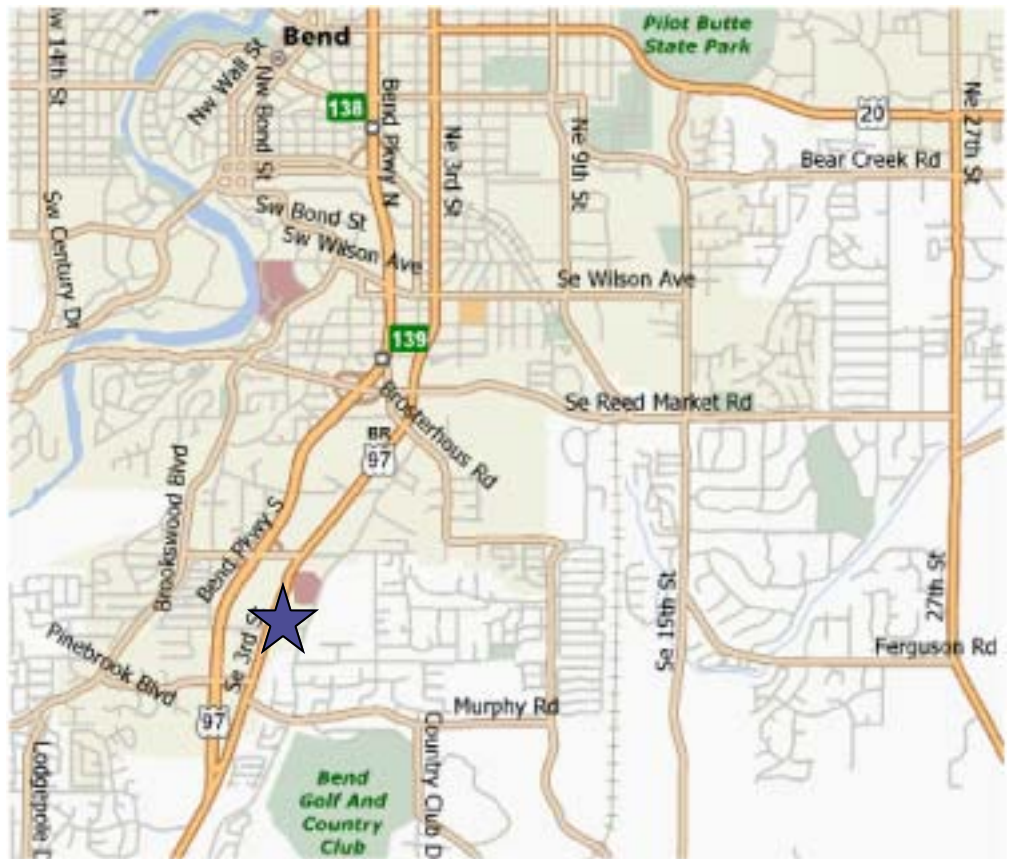 Pilot Butte
State Park
Bend
Nw 14th St
Nw Wall St
Nw Bond St
138
Bend Pkwy N
Ne 3rd St
Ne 9th St
20
Ne 27th St
Bear Creek Rd
Sw Century Dr
Sw Bond St
Sw Wilson Ave
Se Wilson Ave
139
Brosterhous Rd
Se Reed Market Rd
BR
97
Brookswood Blvd
Bend Pkwy S
Se 3rd St
Se 15th St
27th St
Ferguson Rd
Pinebrook Blvd
97
Murphy Rd
Country Club D
Lodgepole D
Bend
Golf And
Country
Club